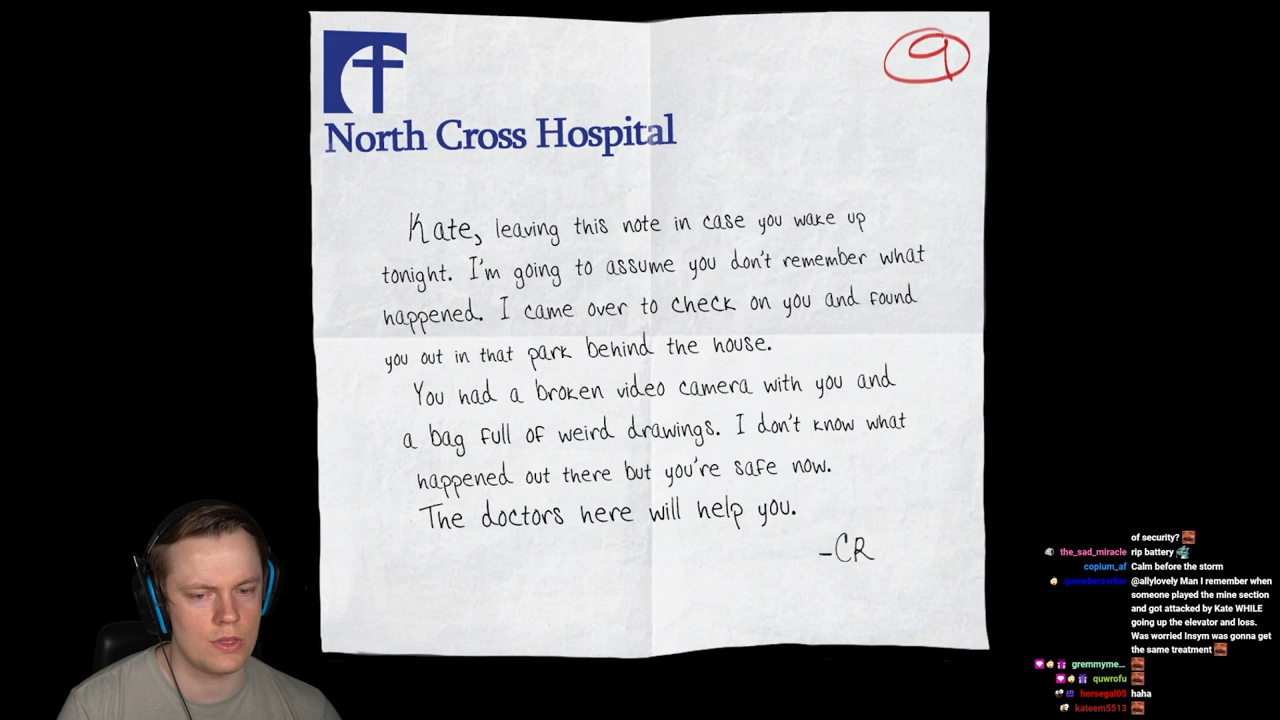 9
North Cross Hospital
Kate, leaving this note in case you wake up
tonight. I'm going to assume you don't remember what
happened. I came over to check on you and found
you out in that park behind the house.
You had a broken video camera with you and
a bag full of weird drawings. I don't know what
happened out there but you're safe now.
The doctors here will help you.
-CR
of security?
the_sad_miracle rip battery
copium_af Calm before the storm
gameberzerker @allylovely Man I remember when
someone played the mine section
and got attacked by Kate WHILE
going up the elevator and loss.
Was worried Insym was gonna get
the same treatment
gremmyme...
quwrofu
horsegal05 haha
kateem5513